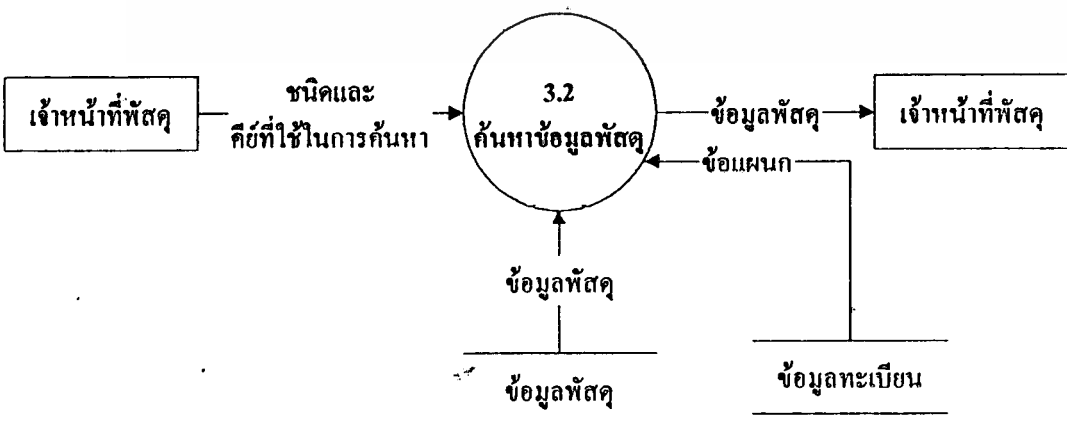 เจ้าหน้าที่พัสดุ
ชนิดและ
คีย์ที่ใช้ในการค้นหา
3.2
ค้นหาข้อมูลพัสดุ
ข้อมูลพัสดุ
เจ้าหน้าที่พัสดุ
ข้อแผนก
ข้อมูลพัสดุ
ข้อมูลพัสดุ
ข้อมูลทะเบียน